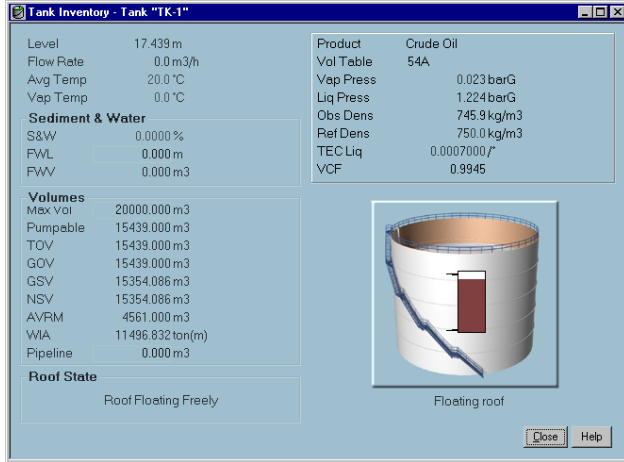 Tank Inventory - Tank "TK-1"
Level 17.439 m
Flow Rate 0.0 m3/h
Avg Temp 20.0 °C
Vap Temp 0.0 °C
Sediment & Water
S&W 0.0000 %
FWL 0.000 m
FWV 0.000 m3
Volumes
Max Vol 20000.000 m3
Pumpable 15439.000 m3
TOV 15439.000 m3
GOV 15439.000 m3
GSV 15354.086 m3
NSV 15354.086 m3
AVRM 4561.000 m3
WIA 11496.832 ton(m)
Pipeline 0.000 m3
Roof State
Roof Floating Freely
Product Crude Oil
Vol Table 54A
Vap Press 0.023 barG
Liq Press 1.224 barG
Obs Dens 745.9 kg/m3
Ref Dens 750.0 kg/m3
TEC Liq 0.0007000 /°
VCF 0.9945
Floating roof
Close Help